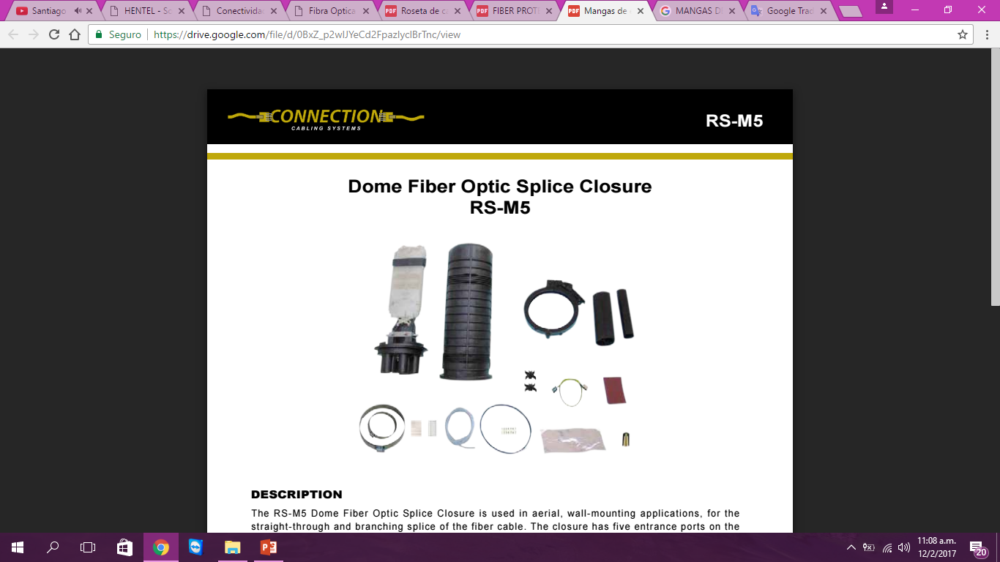 Santiago
HENTEL - Sc
Conectivida
Fibra Optica
Roseta de ca
FIBER PROTI
Mangas de
MANGAS D
Google Trad
Seguro
https://drive.google.com/file/d/0BxZ_p2wIJYeCd2FpazIyclBrTnc/view
CONNECTION
CABLING SYSTEMS
RS-M5
Dome Fiber Optic Splice Closure
RS-M5
DESCRIPTION
The RS-M5 Dome Fiber Optic Splice Closure is used in aerial, wall-mounting applications, for the
straight-through and branching splice of the fiber cable. The closure has five entrance ports on the
11:08 a.m.
12/2/2017
20